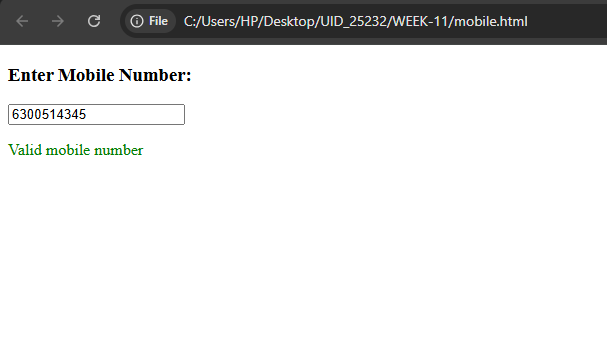 File C:/Users/HP/Desktop/UID_25232/WEEK-11/mobile.html
Enter Mobile Number:
6300514345
Valid mobile number